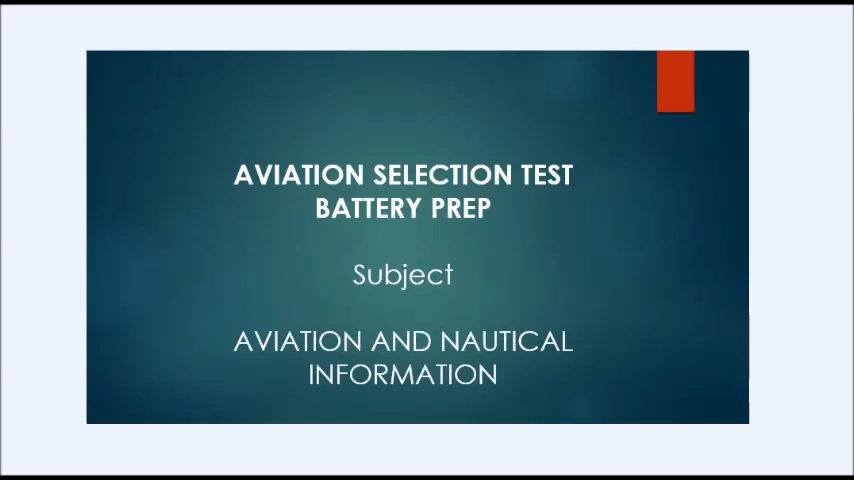 AVIATION SELECTION TEST
BATTERY PREP
Subject
AVIATION AND NAUTICAL
INFORMATION